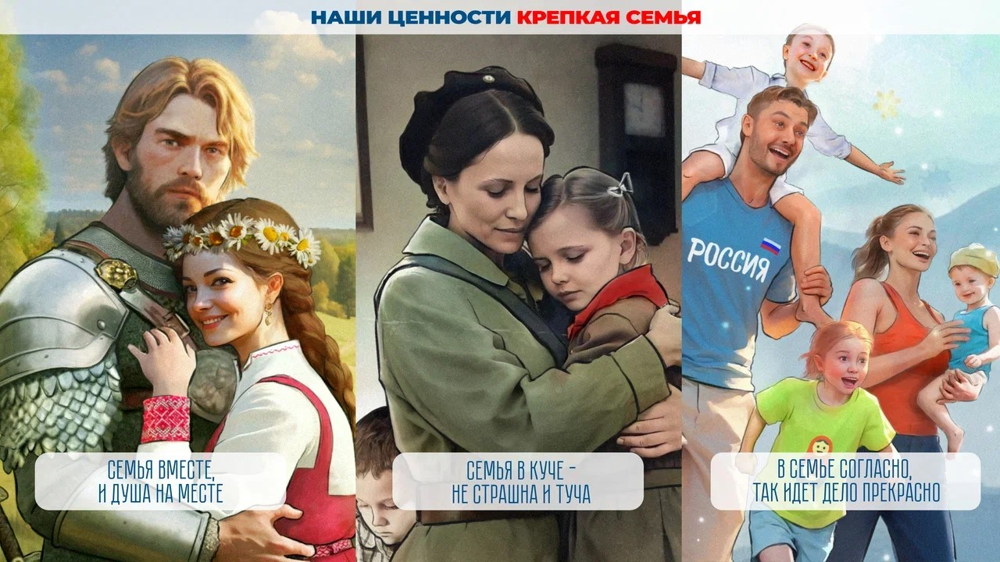 НАШИ ЦЕННОСТИ КРЕПКАЯ СЕМЬЯ
РОССИЯ
СЕМЬЯ ВМЕСТЕ,
И ДУША НА МЕСТЕ
СЕМЬЯ В КУЧЕ -
НЕ СТРАШНА И ТУЧА
В СЕМЬЕ СОГЛАСНО,
ТАК ИДЕТ ДЕЛО ПРЕКРАСНО